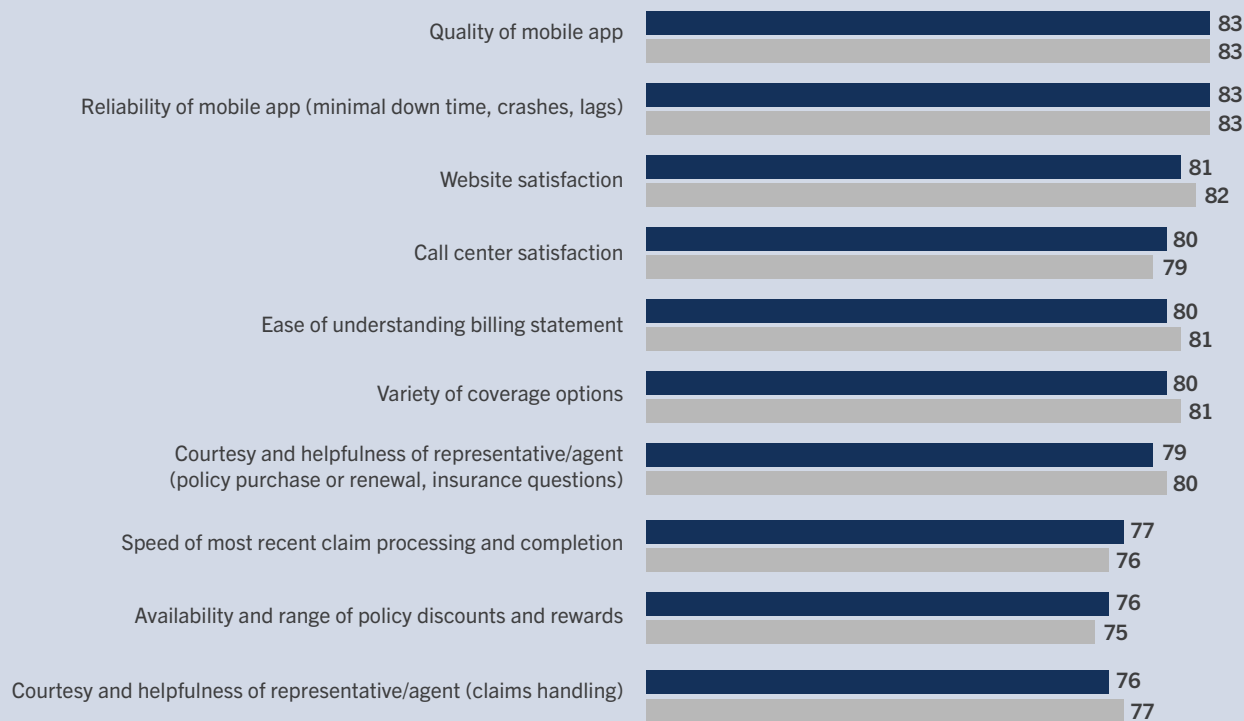 Quality of mobile app
83
83
Reliability of mobile app (minimal down time, crashes, lags)
83
83
Website satisfaction
81
82
Call center satisfaction
80
79
Ease of understanding billing statement
80
81
Variety of coverage options
80
81
Courtesy and helpfulness of representative/agent
(policy purchase or renewal, insurance questions)
79
80
Speed of most recent claim processing and completion
77
76
Availability and range of policy discounts and rewards
76
75
Courtesy and helpfulness of representative/agent (claims handling)
76
77